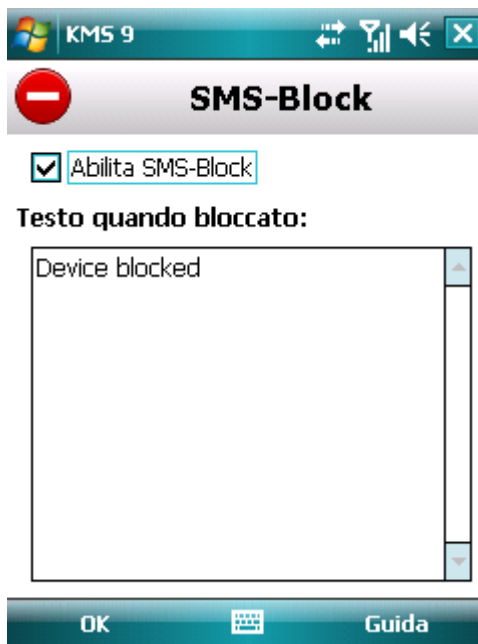 KMS 9
SMS-Block
Abilita SMS-Block
Testo quando bloccato:
Device blocked
OK
Guida